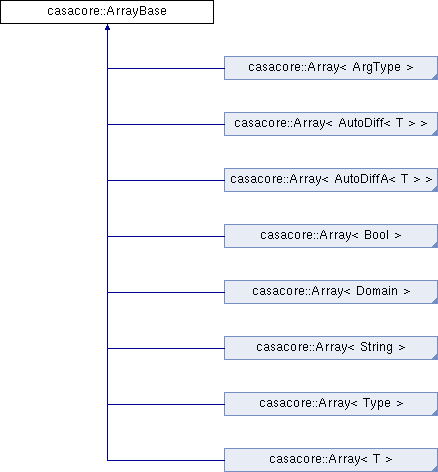 casacore::ArrayBase
casacore::Array< ArgType >
casacore::Array< AutoDiff< T > >
casacore::Array< AutoDiffA< T > >
casacore::Array< Bool >
casacore::Array< Domain >
casacore::Array< String >
casacore::Array< Type >
casacore::Array< T >